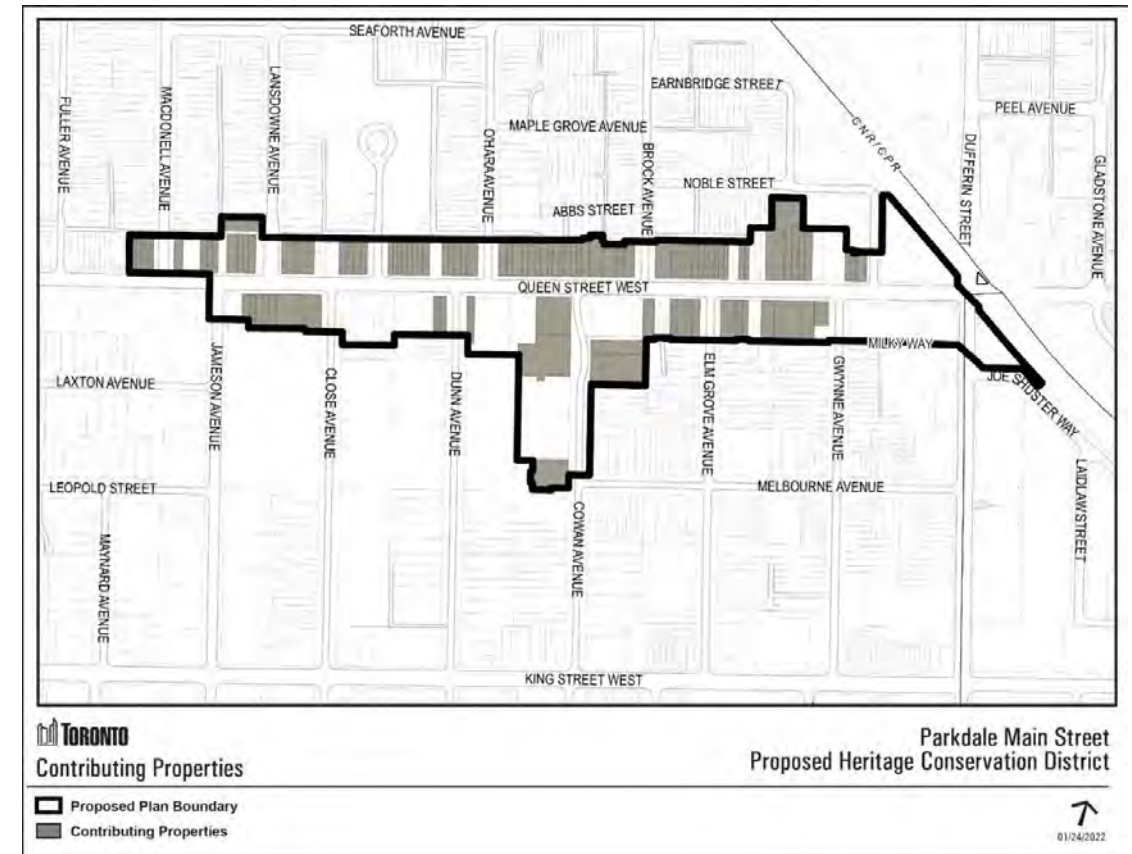 SEAFORTH AVENUE
EARNBRIDGE STREET
PEEL AVENUE
FULLER AVENUE
MACDONELL AVENUE
LANSDOWNE AVENUE
O'HARA AVENUE
MAPLE GROVE AVENUE
BROCK AVENUE
CNR/CPR
DUFFERIN STREET
GLADSTONE AVENUE
NOBLE STREET
ABBS STREET
QUEEN STREET WEST
MILKY WAY
JOE SHUSTER WAY
LAXTON AVENUE
JAMESON AVENUE
CLOSE AVENUE
DUNN AVENUE
ELM GROVE AVENUE
GWYNNE AVENUE
LEOPOLD STREET
MELBOURNE AVENUE
COWAN AVENUE
LAIDLAW STREET
MAYNARD AVENUE
KING STREET WEST
TORONTO
Contributing Properties
Parkdale Main Street
Proposed Heritage Conservation District
Proposed Plan Boundary
Contributing Properties
01/24/2022